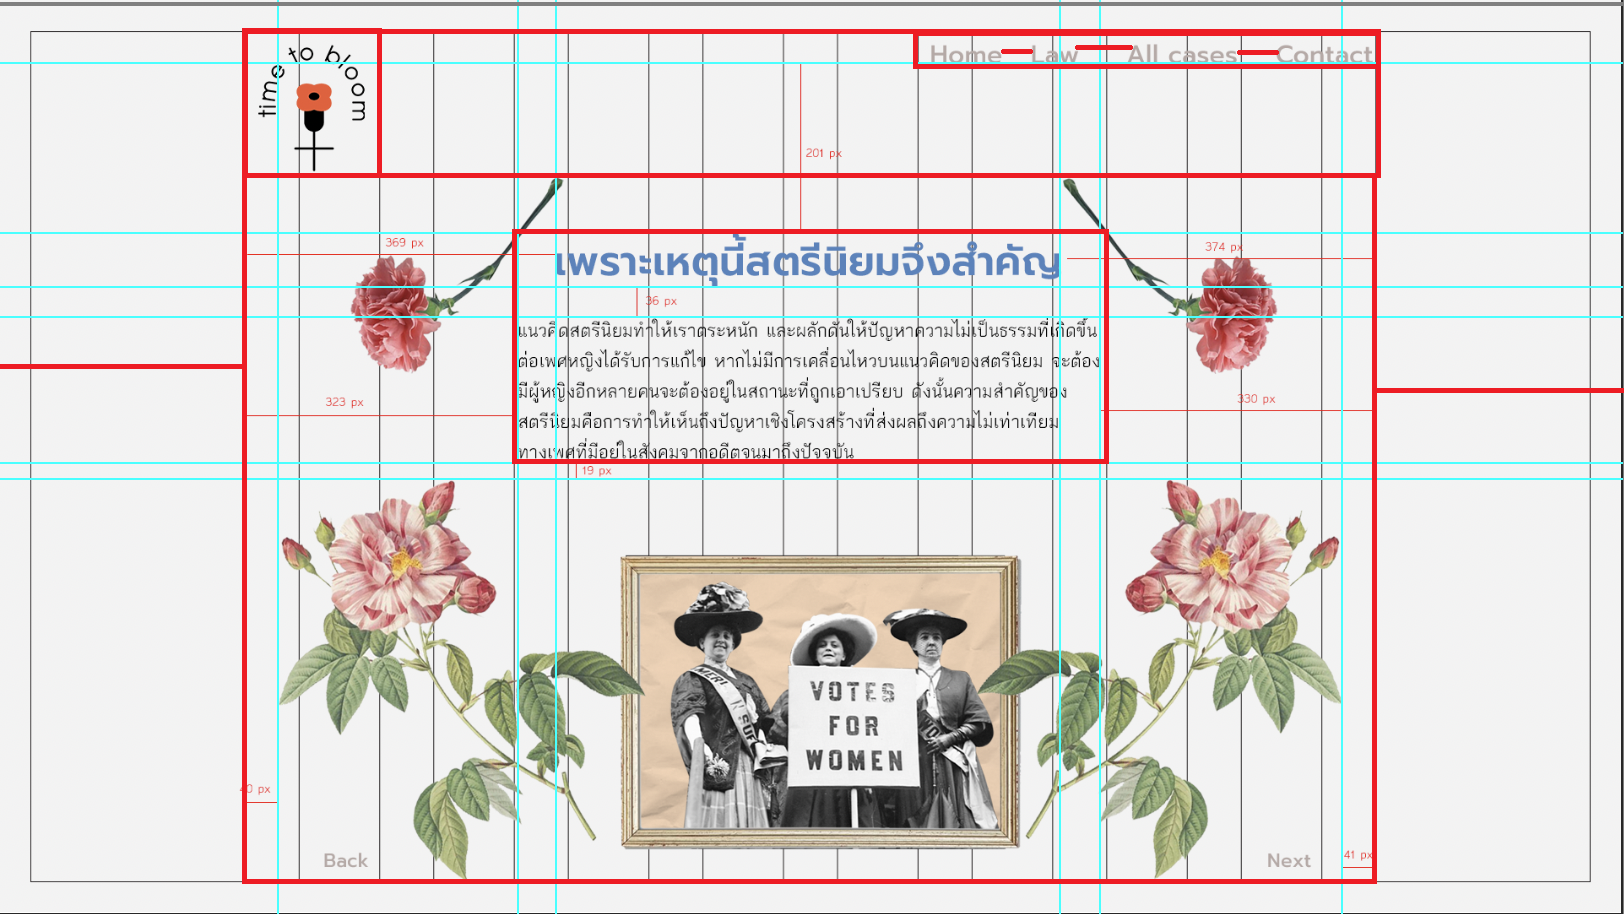 time to bloom
Home Law All cases Contact
201 px
369 px
374 px
เพราะเหตุนี้สตรีนิยมจึงสำคัญ
36 px
แนวคิดสตรีนิยมทำให้เราตระหนัก และผลักดันให้ปัญหาความไม่เป็นธรรมที่เกิดขึ้น
ต่อเพศหญิงได้รับการแก้ไข หากไม่มีการเคลื่อนไหวบนแนวคิดของสตรีนิยม จะต้อง
มีผู้หญิงอีกหลายคนจะต้องอยู่ในสถานะที่ถูกเอาเปรียบ ดังนั้นความสำคัญของ
323 px
330 px
สตรีนิยมคือการทำให้เห็นถึงปัญหาเชิงโครงสร้างที่ส่งผลถึงความไม่เท่าเทียม
ทางเพศที่มีอยู่ในสังคมจากอดีตจนมาถึงปัจจุบัน
19 px
VOTES
FOR
WOMEN
40 px
41 px
Back
Next